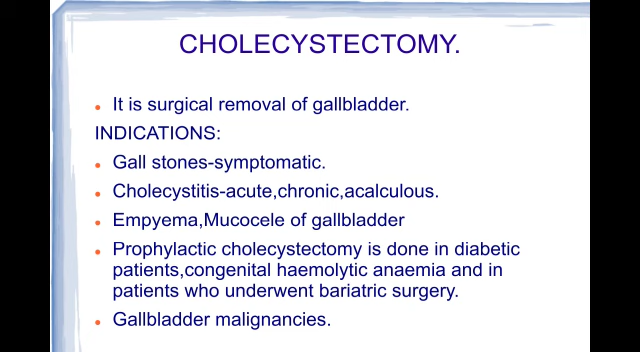 CHOLECYSTECTOMY.
It is surgical removal of gallbladder.
INDICATIONS:
Gall stones-symptomatic.
Cholecystitis-acute,chronic,acalculous.
Empyema,Mucocele of gallbladder
Prophylactic cholecystectomy is done in diabetic
patients,congenital haemolytic anaemia and in
patients who underwent bariatric surgery.
Gallbladder malignancies.